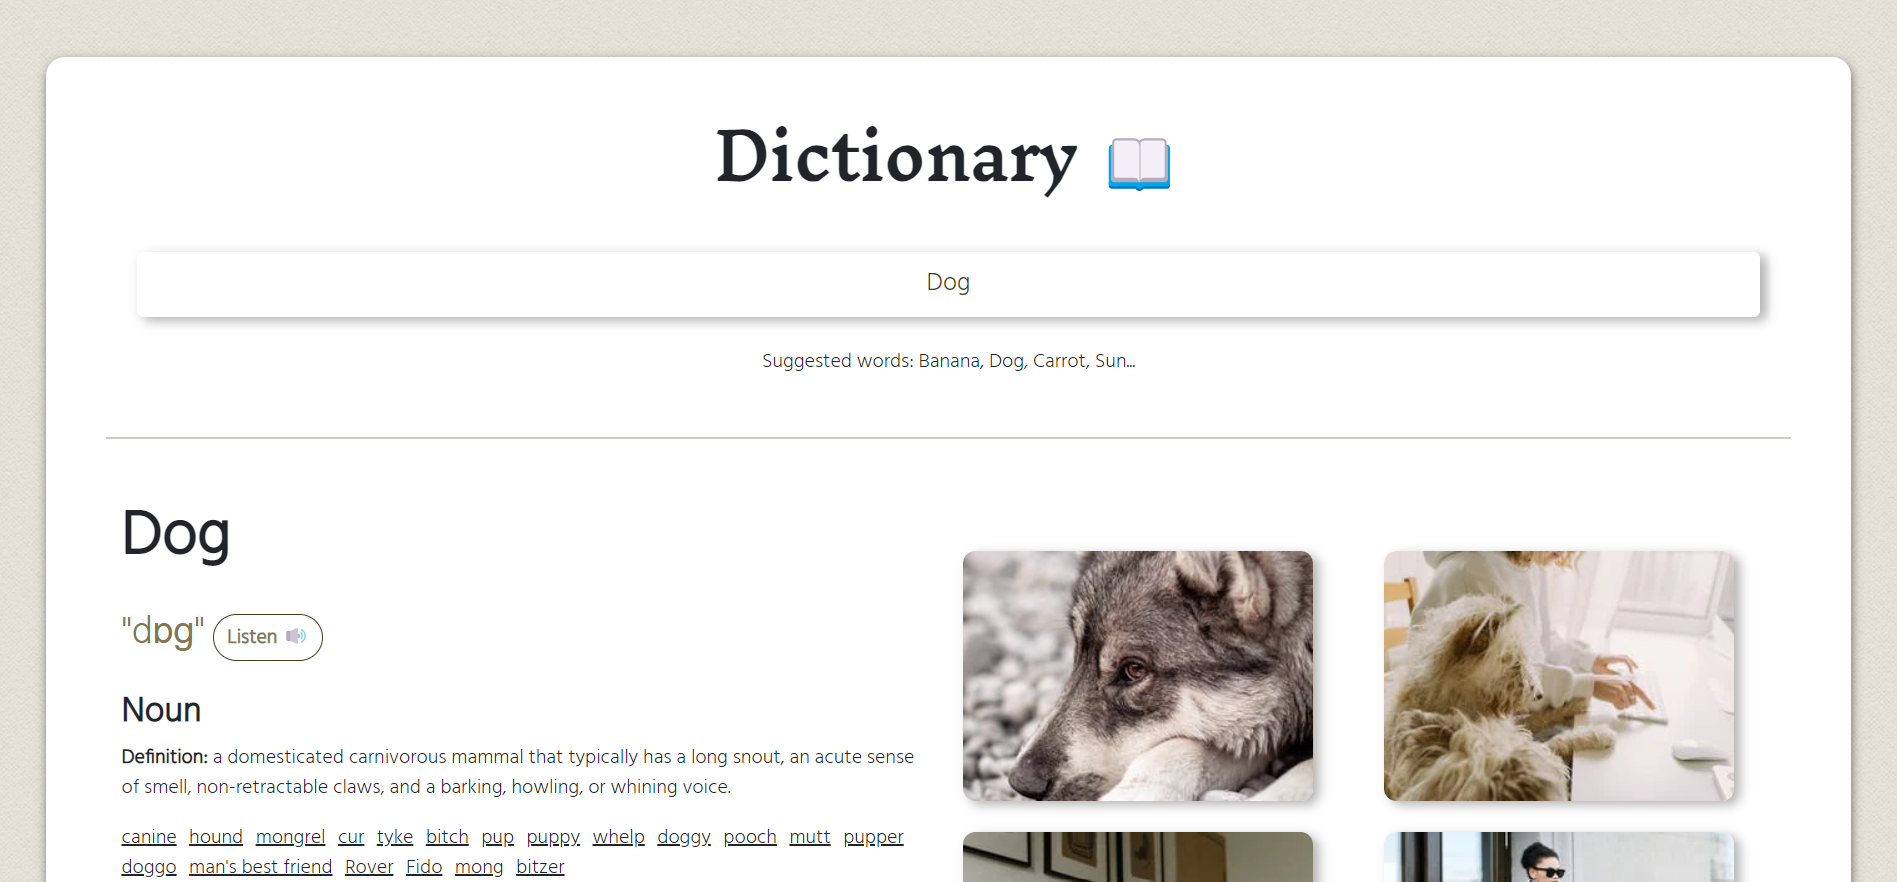 Dictionary 📖
Dog
Suggested words: Banana, Dog, Carrot, Sun...
Dog
"dɒg" Listen 🔊
Noun
Definition: a domesticated carnivorous mammal that typically has a long snout, an acute sense
of smell, non-retractable claws, and a barking, howling, or whining voice.
canine hound mongrel cur tyke bitch pup puppy whelp doggy pooch mutt pupper
doggo man's best friend Rover Fido mong bitzer